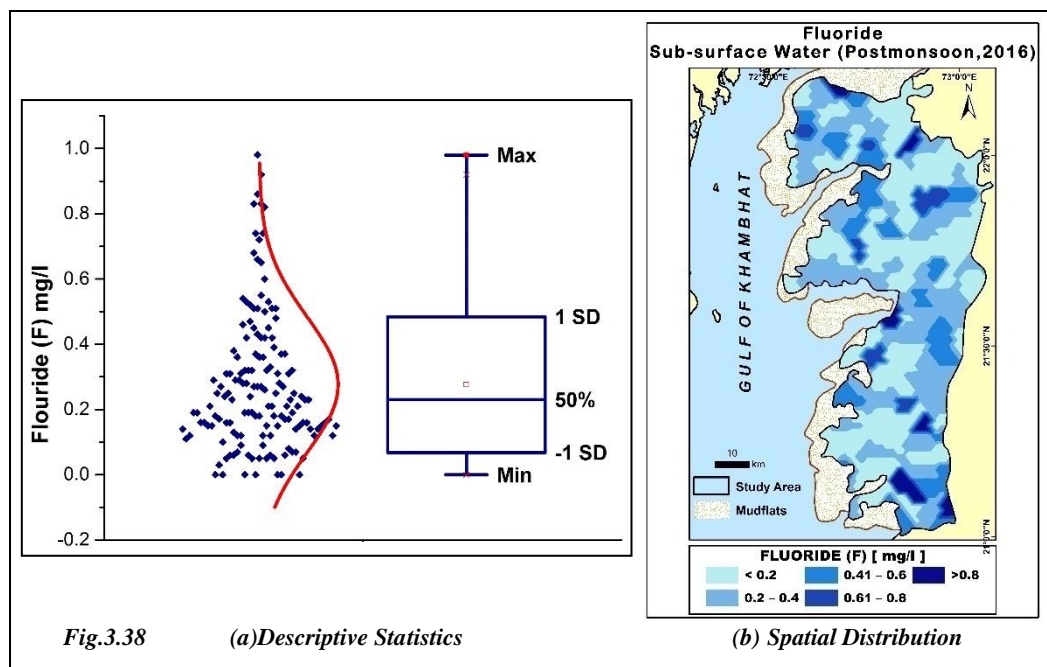 Flouride (F) mg/l
1.0
0.8
0.6
0.4
0.2
0.0
-0.2
Max
1 SD
50%
-1 SD
Min
Fluoride
Sub-surface Water (Postmonsoon,2016)
72°30'0"E
73°0'0"E
N
22°0'0"N
21°30'0"N
21°0'0"N
GULF OF KHAMBHAT
10
km
Study Area
Mudflats
FLUORIDE (F) [ mg/l ]
< 0.2
0.41 – 0.6
>0.8
0.2 – 0.4
0.61 – 0.8
Fig.3.38 (a)Descriptive Statistics (b) Spatial Distribution